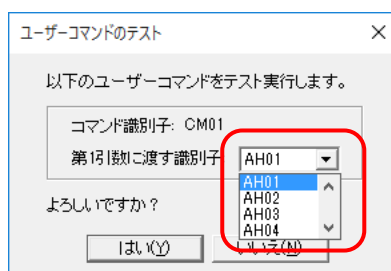 ユーザーコマンドのテスト
以下のユーザーコマンドをテスト実行します。
コマンド識別子: CM01
第1引数に渡す識別子 AH01
AH01
AH02
AH03
AH04
よろしいですか?
はい(Y) いいえ(N)